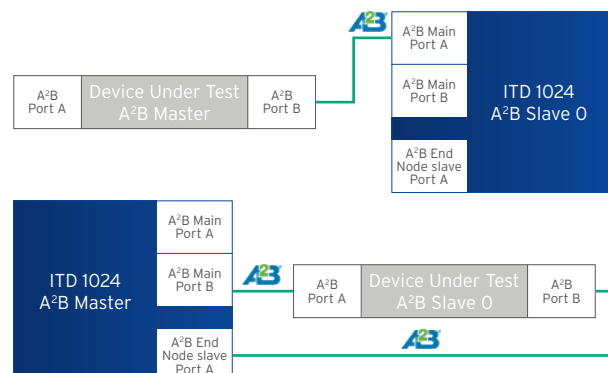 A²B
A²B Main
Port A
A²B
Port A
Device Under Test
A²B Master
A²B
Port B
A²B Main
Port B
ITD 1024
A²B Slave 0
A²B End
Node slave
Port A
ITD 1024
A²B Master
A²B Main
Port A
A²B Main
Port B
A²B
A²B
Port A
Device Under Test
A²B Slave 0
A²B
Port B
A²B End
Node slave
Port A
A²B